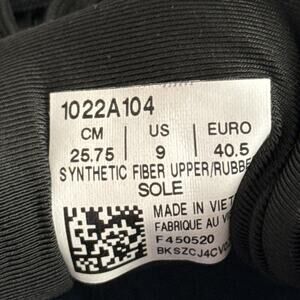 1022A104
CM US EURO
25.75 9 40.5
SYNTHETIC FIBER UPPER/RUBBE
SOLE
MADE IN VIET
FABRIQUE AU VI
F450520